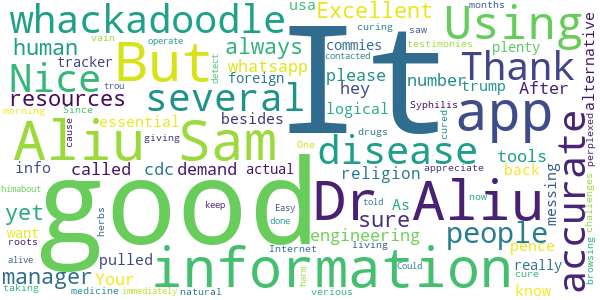 whackadoodle
But
It
usa
Excellent
curing
saw
months
vain
operate
testimonies
human
always
commies
Using
plenty
tracker
whatsapp
foreign
please
number
trump
Thank
alternative
Nice
hey
After
morning
Since
detect
trou
contacted
logical
resources
several
app
Syphilis
cured
perplexed
essential
besides
drugs
One
giving
cause
Aliu
Sam
disease
accurate
info
called
cdc
demand
actual
religion
tools
himabout
yet
sure
As
back
messing
challenges
appreciate
good
Dr
Aliu
people
want
herbs
keep
Easy
done
told
now
roots
pulled
engineering
pence
browsing
manager
Your
Internet
living
really
cure
alive
information
harm
Could
taking
medicine
immediately
natural
verious
know